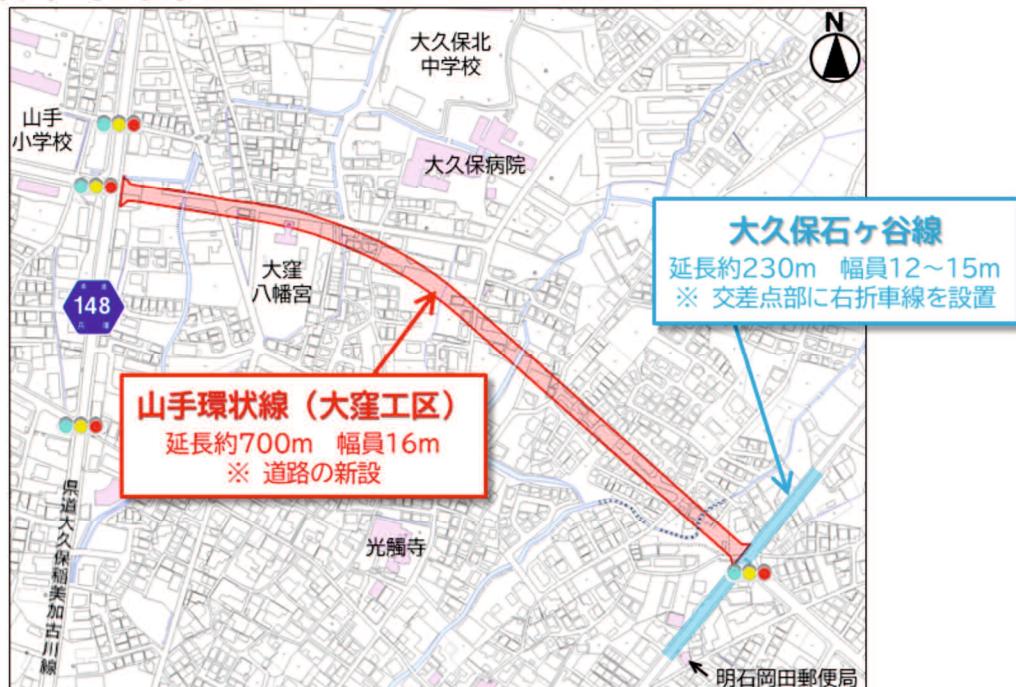 N
大久保北
中学校
山手
小学校
大久保病院
大久保石ヶ谷線
延長約230m 幅員12～15m
※ 交差点部に右折車線を設置
大窪
八幡宮
県道
148
兵庫
山手環状線（大窪工区）
延長約700m 幅員16m
※ 道路の新設
県道大久保稲美加古川線
光觸寺
明石岡田郵便局